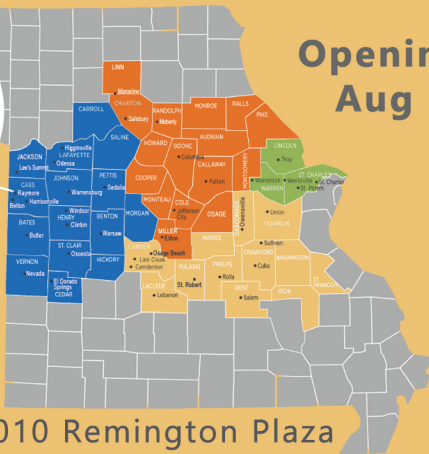 Openin
Aug
LINN
Marceline
CHARITON
Salisbury
CARROLL
RANDOLPH
Moberly
MONROE
RALLS
PIKE
SALINE
HOWARD
BOONE
Columbia
AUDRAIN
CALLAWAY
Fulton
MONTGOMERY
LINCOLN
Troy
Higginsville
LAFAYETTE
Odessa
JACKSON
Lee's Summit
CASS
Raymore
Belton
Harrisonville
JOHNSON
Warrensburg
PETTIS
Sedalia
COOPER
MONITEAU
COLE
Jefferson
City
OSAGE
WARREN
Warrenton
Wentzville
ST. CHARLES
St. Charles
St. Peters
BATES
Butler
Windsor
HENRY
Clinton
BENTON
Warsaw
MORGAN
MILLER
Eldon
GASCONADE
Owensville
Union
FRANKLIN
Sullivan
VERNON
Nevada
ST. CLAIR
Osceola
HICKORY
CAMDEN
Osage Beach
Linn Creek
Camdenton
MARIES
PULASKI
St. Robert
PHELPS
Rolla
CRAWFORD
Cuba
WASHINGTON
ST.
FRANCOIS
El Dorado
Springs
CEDAR
LACLEDE
Lebanon
DENT
Salem
IRON
010 Remington Plaza